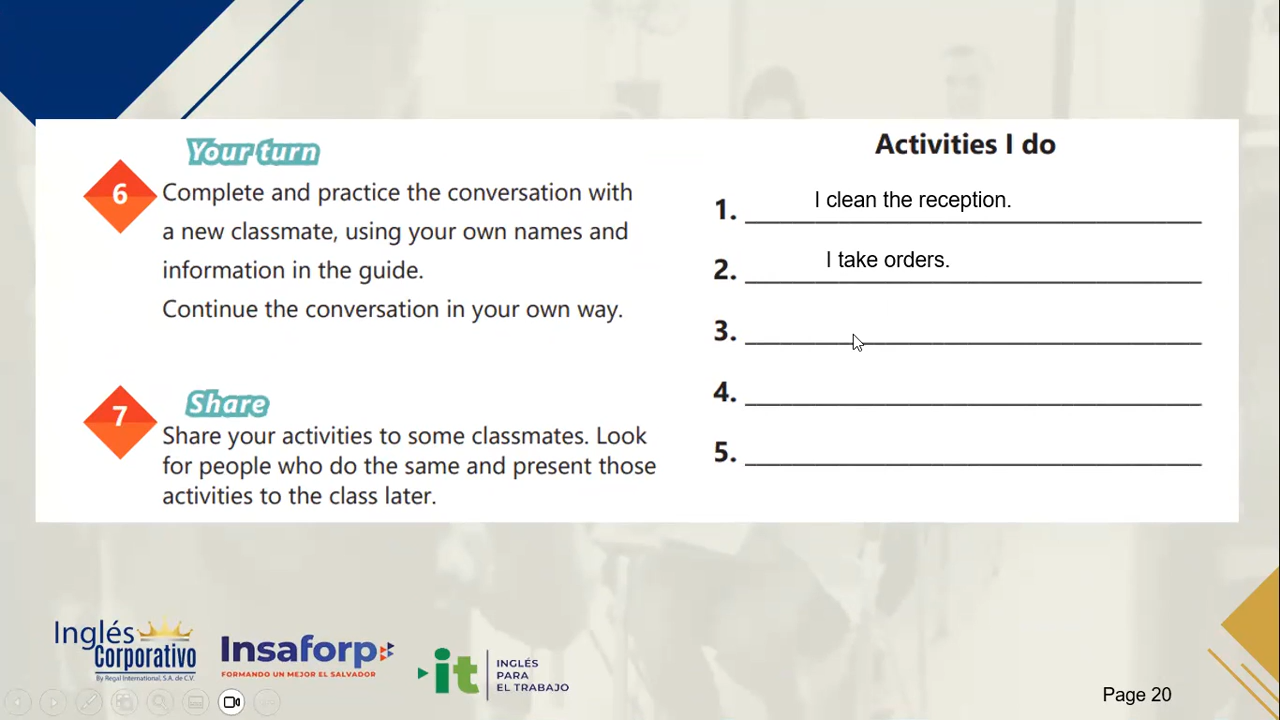 Your turn
6
Complete and practice the conversation with
a new classmate, using your own names and
information in the guide.
Continue the conversation in your own way.
7
Share
Share your activities to some classmates. Look
for people who do the same and present those
activities to the class later.
Activities I do
1. I clean the reception.
2. I take orders.
3.
4.
5.
Inglés
Corporativo
By Regal International, S.A. de C.V.
Insaforp
FORMANDO UN MEJOR EL SALVADOR
it
INGLÉS
PARA
EL TRABAJO
Page 20